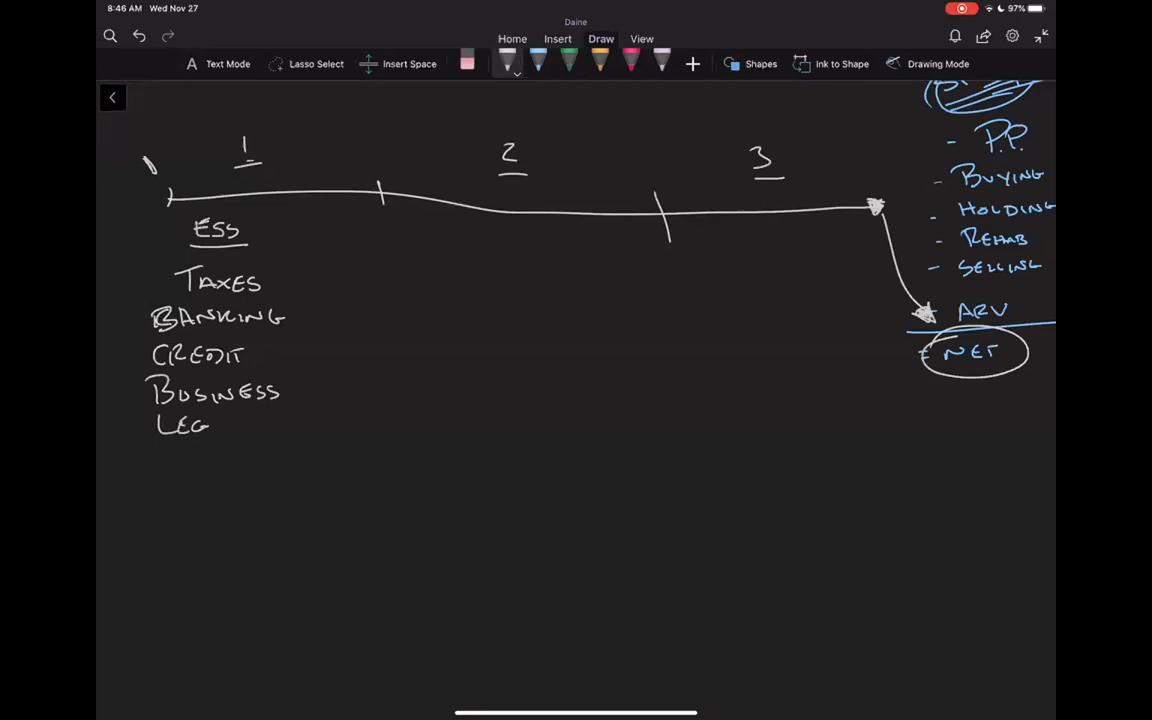 8:46 AM Wed Nov 27
97%
Daine
Home Insert Draw View
Text Mode Lasso Select Insert Space Shapes Ink to Shape Drawing Mode
1 2 3
ESS
TAXES
BANKING
CREDIT
BUSINESS
LEG
- P.P.
- BUYING
- HOLDING
- REHAB
- SELLING
ARV
= NET